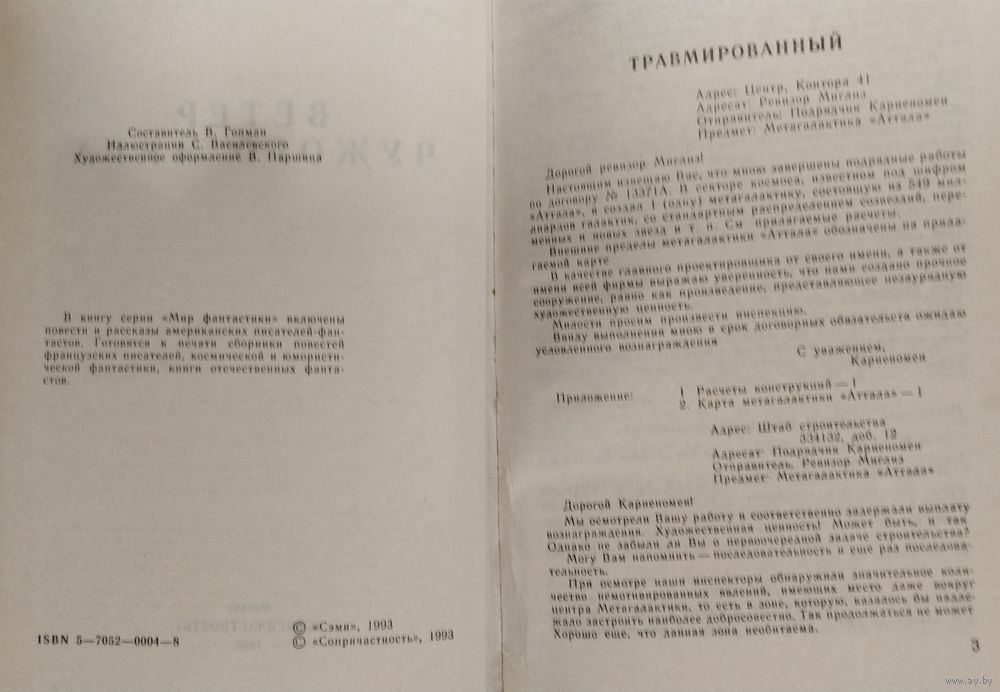 Составитель В. Гопман
Иллюстрации С. Василевского
Художественное оформление В. Паршина
В книгу серии «Мир фантастики» включены
повести и рассказы американских писателей-фан-
тастов. Готовятся к печати сборники повестей
французских писателей, космической и юмористи-
ческой фантастики, книги отечественных фанта-
стов.
ISBN 5—7052—0004—8
© «Сэми», 1993
© «Сопричастность», 1993
ТРАВМИРОВАННЫЙ
Адрес: Центр, Контора 41
Адресат: Ревизор Миглиз
Отправитель: Подрядчик Кариеномен
Предмет: Метагалактика «Аттала»
Дорогой ревизор Миглиз!
Настоящим извещаю Вас, что мною завершены подрядные работы
по договору № 13371А. В секторе космоса, известном под шифром
«Аттала», я создал 1 (одну) метагалактику, состоящую из 549 мил-
лиардов галактик, со стандартным распределением созвездий, пере-
менных и новых звезд и т. п. См прилагаемые расчеты.
Внешние пределы метагалактики «Аттала» обозначены на прила-
гаемой карте
В качестве главного проектировщика от своего имени, а также от
имени всей фирмы выражаю уверенность, что нами создано прочное
сооружение, равно как произведение, представляющее незаурядную
художественную ценность.
Милости просим произвести инспекцию.
Ввиду выполнения мною в срок договорных обязательств ожидаю
условленного вознаграждения
С уважением,
Кариеномен
Приложение: 1 Расчеты конструкций — 1
2. Карта метагалактики «Аттала» — 1
Адрес: Штаб строительства
334132, доб. 12
Адресат Подрядчик Кариеномен
Отправитель. Ревизор Миглиз
Предмет: Метагалактика «Аттала»
Дорогой Кариеномен!
Мы осмотрели Вашу работу и соответственно задержали выплату
вознаграждения. Художественная ценность! Может быть, и так
Однако не забыли ли Вы о первоочередной задаче строительства?
Могу Вам напомнить — последовательность и еще раз последова-
тельность.
При осмотре наши инспекторы обнаружили значительное коли-
чество немотивированных явлений, имеющих место даже вокруг
центра Метагалактики, то есть в зоне, которую, казалось бы надле-
жало застроить наиболее добросовестно. Так продолжаться не может
Хорошо еще, что данная зона необитаема.
3
www.ay.by